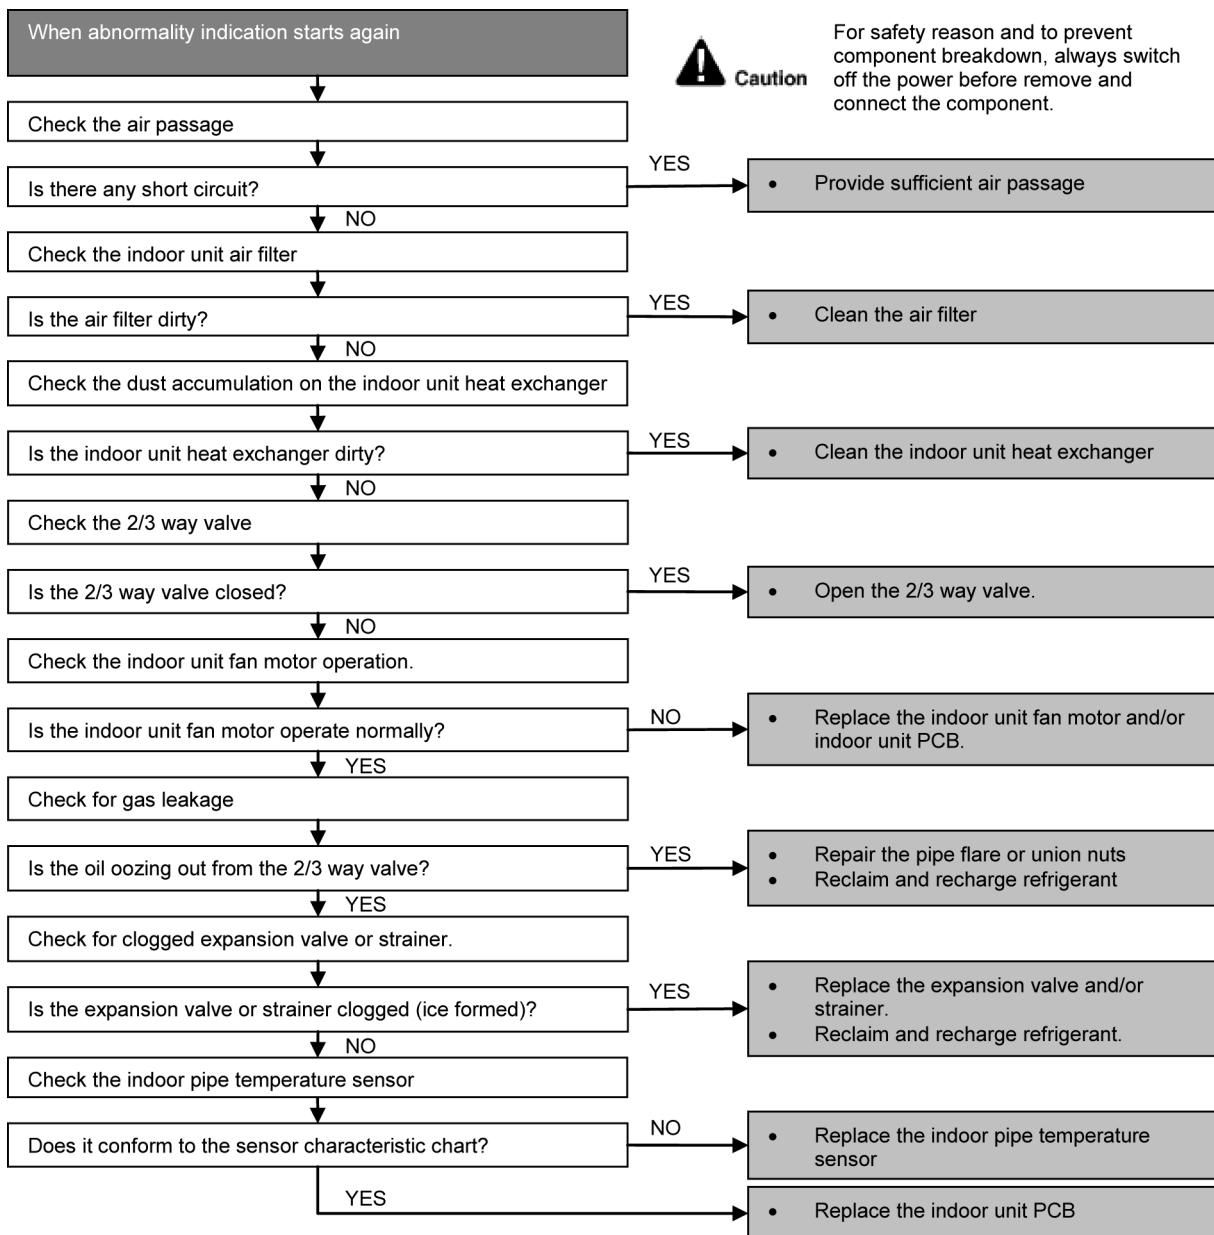 When abnormality indication starts again
Caution
For safety reason and to prevent
component breakdown, always switch
off the power before remove and
connect the component.
Check the air passage
Is there any short circuit?
YES
• Provide sufficient air passage
NO
Check the indoor unit air filter
Is the air filter dirty?
YES
• Clean the air filter
NO
Check the dust accumulation on the indoor unit heat exchanger
Is the indoor unit heat exchanger dirty?
YES
• Clean the indoor unit heat exchanger
NO
Check the 2/3 way valve
Is the 2/3 way valve closed?
YES
• Open the 2/3 way valve.
NO
Check the indoor unit fan motor operation.
Is the indoor unit fan motor operate normally?
NO
• Replace the indoor unit fan motor and/or
indoor unit PCB.
YES
Check for gas leakage
Is the oil oozing out from the 2/3 way valve?
YES
• Repair the pipe flare or union nuts
• Reclaim and recharge refrigerant
YES
Check for clogged expansion valve or strainer.
Is the expansion valve or strainer clogged (ice formed)?
YES
• Replace the expansion valve and/or
strainer.
• Reclaim and recharge refrigerant.
NO
Check the indoor pipe temperature sensor
Does it conform to the sensor characteristic chart?
NO
• Replace the indoor pipe temperature
sensor
YES
• Replace the indoor unit PCB